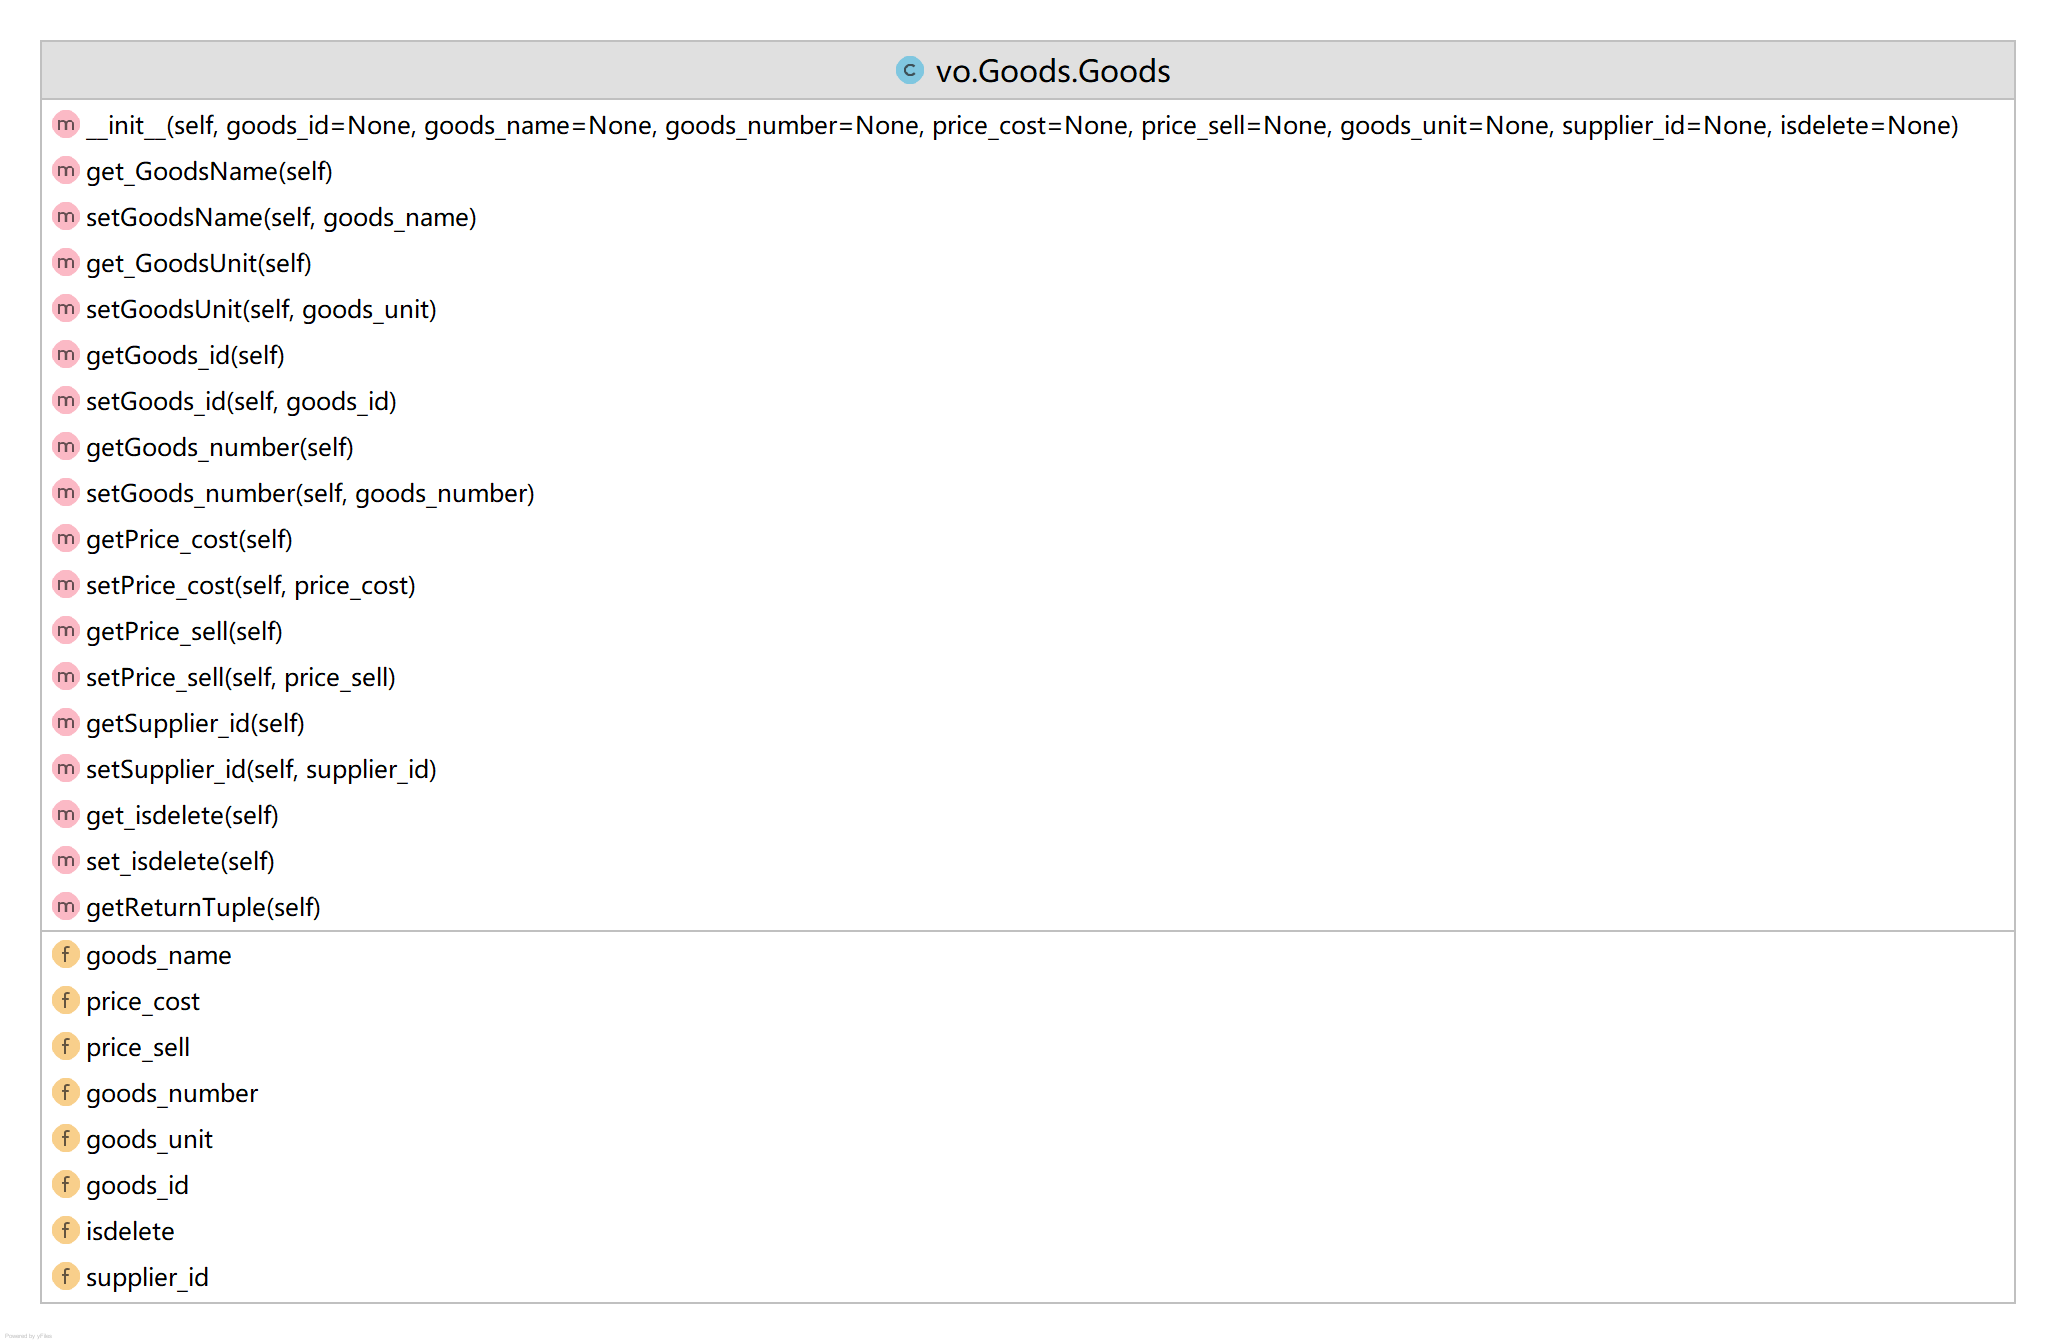 C vo.Goods.Goods
m __init__(self, goods_id=None, goods_name=None, goods_number=None, price_cost=None, price_sell=None, goods_unit=None, supplier_id=None, isdelete=None)
m get_GoodsName(self)
m setGoodsName(self, goods_name)
m get_GoodsUnit(self)
m setGoodsUnit(self, goods_unit)
m getGoods_id(self)
m setGoods_id(self, goods_id)
m getGoods_number(self)
m setGoods_number(self, goods_number)
m getPrice_cost(self)
m setPrice_cost(self, price_cost)
m getPrice_sell(self)
m setPrice_sell(self, price_sell)
m getSupplier_id(self)
m setSupplier_id(self, supplier_id)
m get_isdelete(self)
m set_isdelete(self)
m getReturnTuple(self)
f goods_name
f price_cost
f price_sell
f goods_number
f goods_unit
f goods_id
f isdelete
f supplier_id
Powered by yFiles